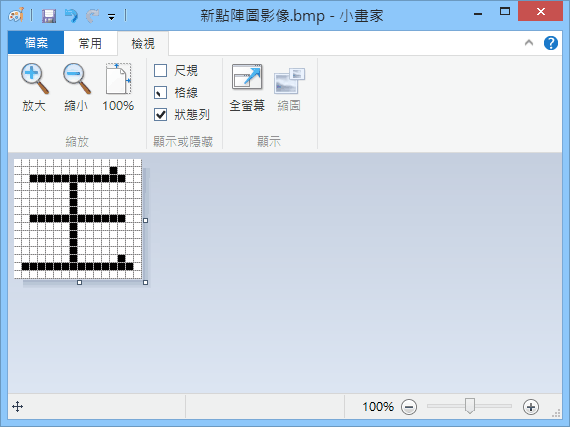 新點陣圖影像.bmp - 小畫家
檔案 常用 檢視
放大 縮小 100%
尺規
格線
狀態列
全螢幕 縮圖
縮放 顯示或隱藏 顯示
王
100%